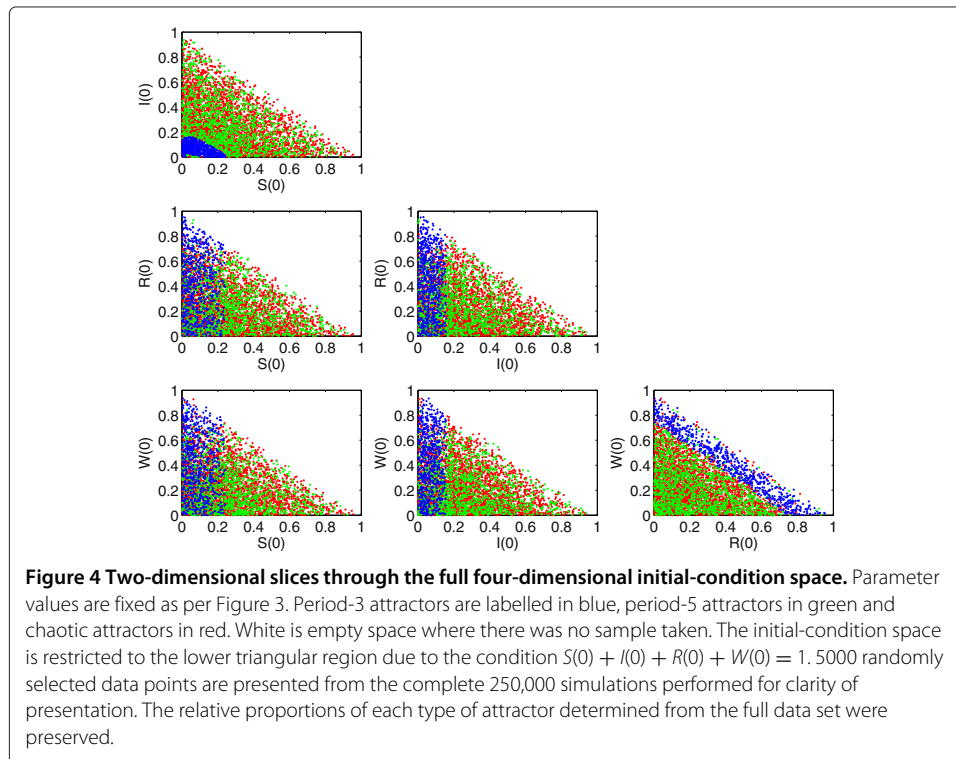 1
0.8
0.6
0.4
0.2
0
I(0)
0 0.2 0.4 0.6 0.8 1
S(0)
1
0.8
0.6
0.4
0.2
0
R(0)
0 0.2 0.4 0.6 0.8 1
S(0)
1
0.8
0.6
0.4
0.2
0
R(0)
0 0.2 0.4 0.6 0.8 1
I(0)
1
0.8
0.6
0.4
0.2
0
W(0)
0 0.2 0.4 0.6 0.8 1
S(0)
1
0.8
0.6
0.4
0.2
0
W(0)
0 0.2 0.4 0.6 0.8 1
I(0)
1
0.8
0.6
0.4
0.2
0
W(0)
0 0.2 0.4 0.6 0.8 1
R(0)
Figure 4 Two-dimensional slices through the full four-dimensional initial-condition space. Parameter
values are fixed as per Figure 3. Period-3 attractors are labelled in blue, period-5 attractors in green and
chaotic attractors in red. White is empty space where there was no sample taken. The initial-condition space
is restricted to the lower triangular region due to the condition S(0) + I(0) + R(0) + W(0) = 1. 5000 randomly
selected data points are presented from the complete 250,000 simulations performed for clarity of
presentation. The relative proportions of each type of attractor determined from the full data set were
preserved.